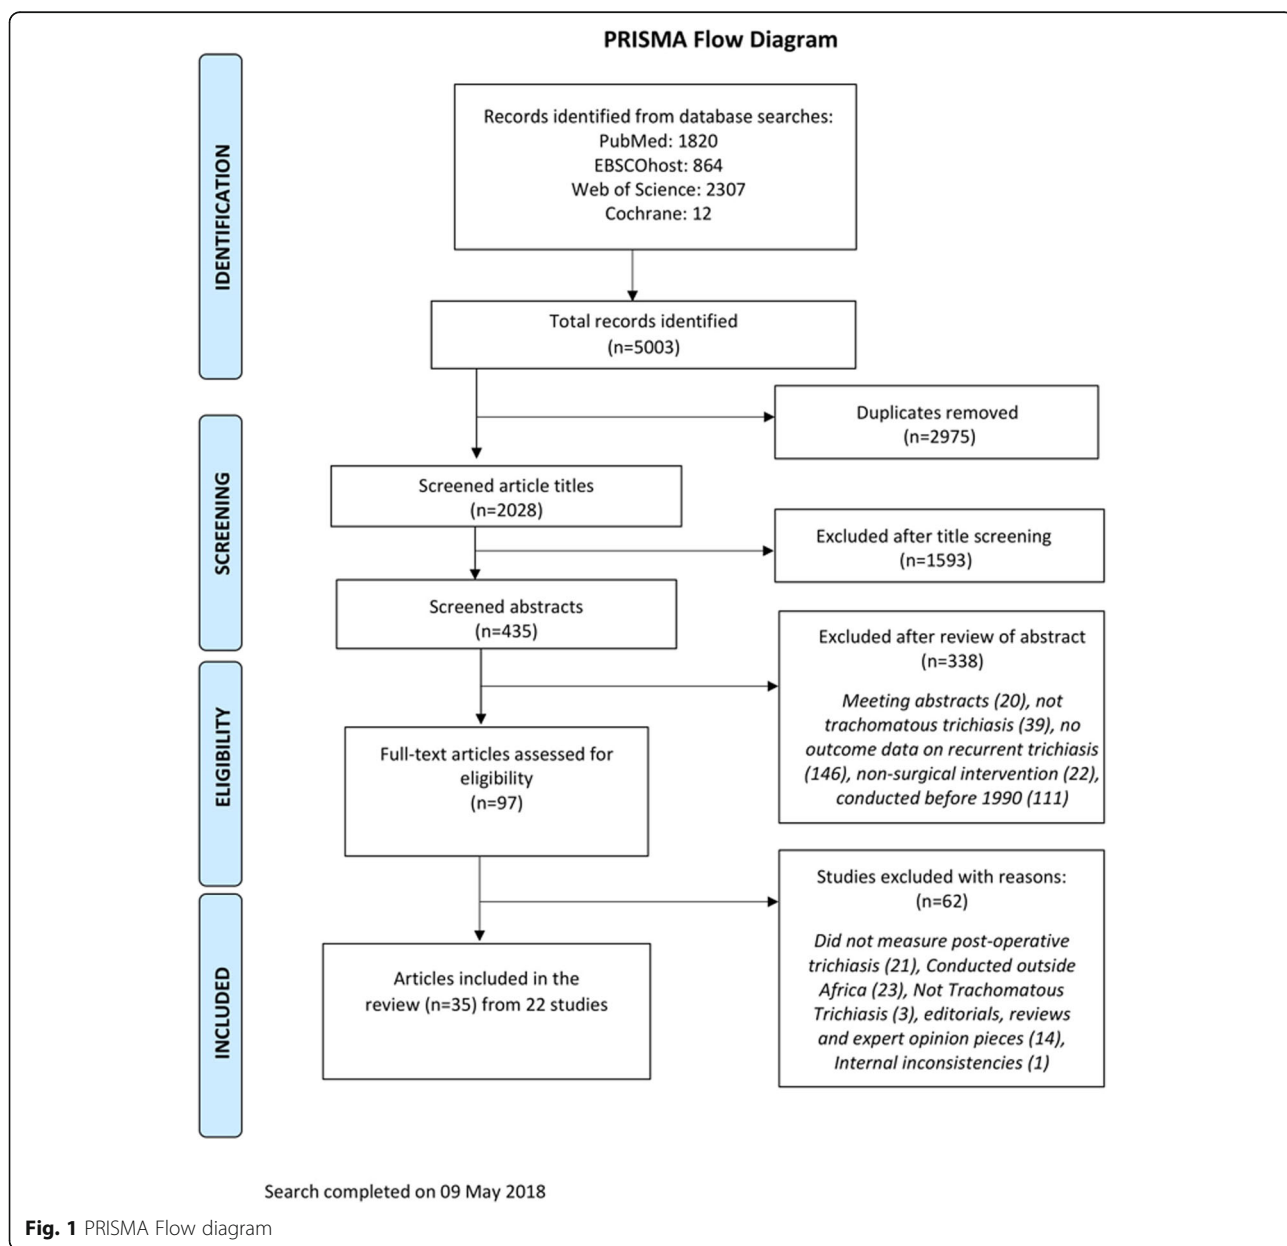 PRISMA Flow Diagram
IDENTIFICATION
Records identified from database searches:
PubMed: 1820
EBSCOhost: 864
Web of Science: 2307
Cochrane: 12
Total records identified
(n=5003)
Duplicates removed
(n=2975)
SCREENING
Screened article titles
(n=2028)
Excluded after title screening
(n=1593)
Screened abstracts
(n=435)
Excluded after review of abstract
(n=338)
Meeting abstracts (20), not
trachomatous trichiasis (39), no
outcome data on recurrent trichiasis
(146), non-surgical intervention (22),
conducted before 1990 (111)
ELIGIBILITY
Full-text articles assessed for
eligibility
(n=97)
Studies excluded with reasons:
(n=62)
Did not measure post-operative
trichiasis (21), Conducted outside
Africa (23), Not Trachomatous
Trichiasis (3), editorials, reviews
and expert opinion pieces (14),
Internal inconsistencies (1)
INCLUDED
Articles included in the
review (n=35) from 22 studies
Search completed on 09 May 2018
Fig. 1 PRISMA Flow diagram